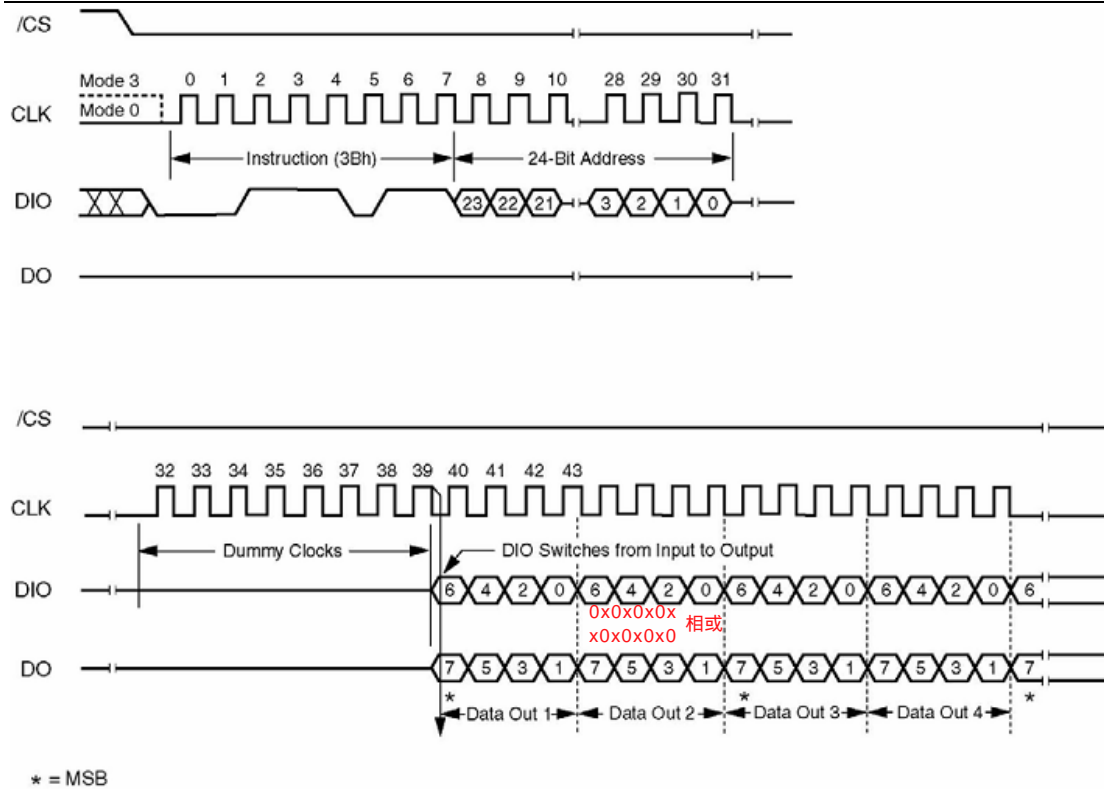 /CS
Mode 3
0 1 2 3 4 5 6 7 8 9 10 28 29 30 31
CLK
Mode 0
Instruction (3Bh)
24-Bit Address
DIO
23 22 21 3 2 1 0
DO
/CS
32 33 34 35 36 37 38 39 40 41 42 43
CLK
Dummy Clocks
DIO Switches from Input to Output
DIO
6 4 2 0 6 4 2 0 6 4 2 0 6 4 2 0 6
0x0x0x0x
x0x0x0x0
相或
DO
7 5 3 1 7 5 3 1 7 5 3 1 7 5 3 1 7
* * *
Data Out 1 Data Out 2 Data Out 3 Data Out 4
* = MSB